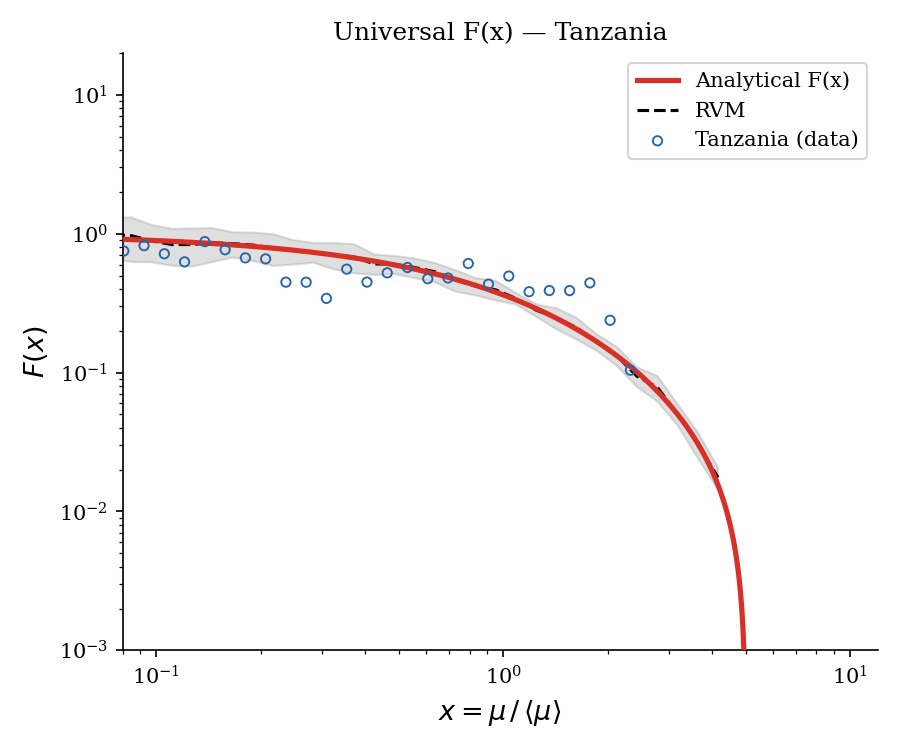 Universal F(x) — Tanzania
Analytical F(x)
RVM
Tanzania (data)
F(x)
10¹
10⁰
10⁻¹
10⁻²
10⁻³
10⁻¹
10⁰
10¹
x = μ / ⟨μ⟩